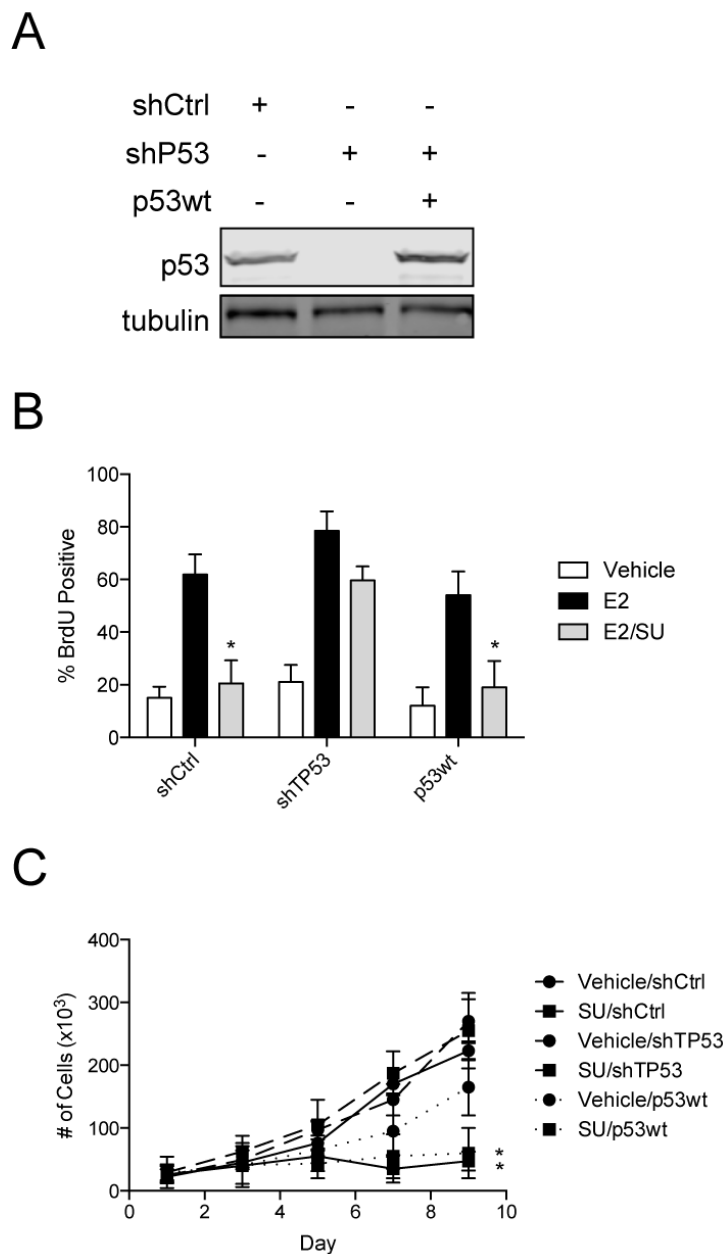 A
shCtrl + - -
shP53 - + +
p53wt - - +
p53
tubulin
B
100
80
60
40
20
0
% BrdU Positive
* *
shCtrl shTP53 p53wt
Vehicle
E2
E2/SU
C
400
300
200
100
0
# of Cells (x10³)
*
*
0 2 4 6 8 10
Day
Vehicle/shCtrl
SU/shCtrl
Vehicle/shTP53
SU/shTP53
Vehicle/p53wt
SU/p53wt